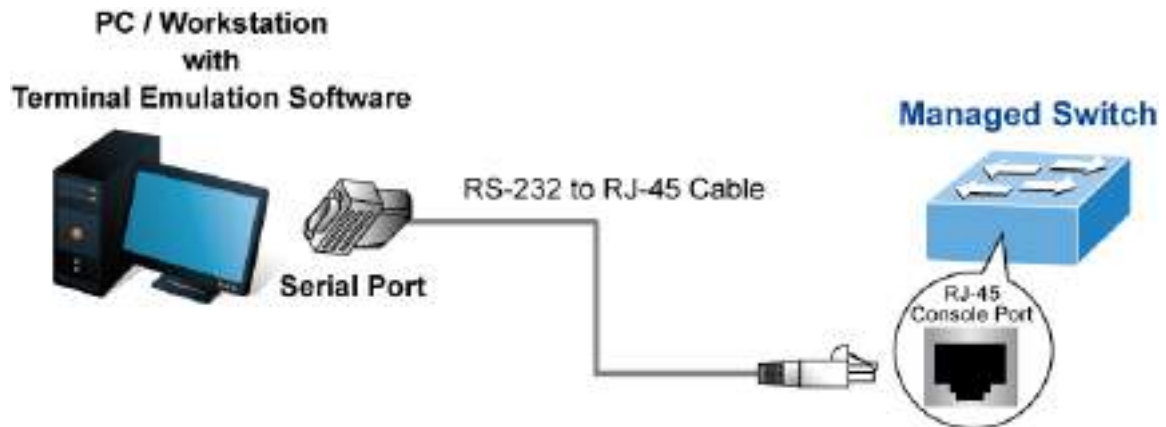 PC / Workstation
with
Terminal Emulation Software
Managed Switch
RS-232 to RJ-45 Cable
Serial Port
RJ-45
Console Port